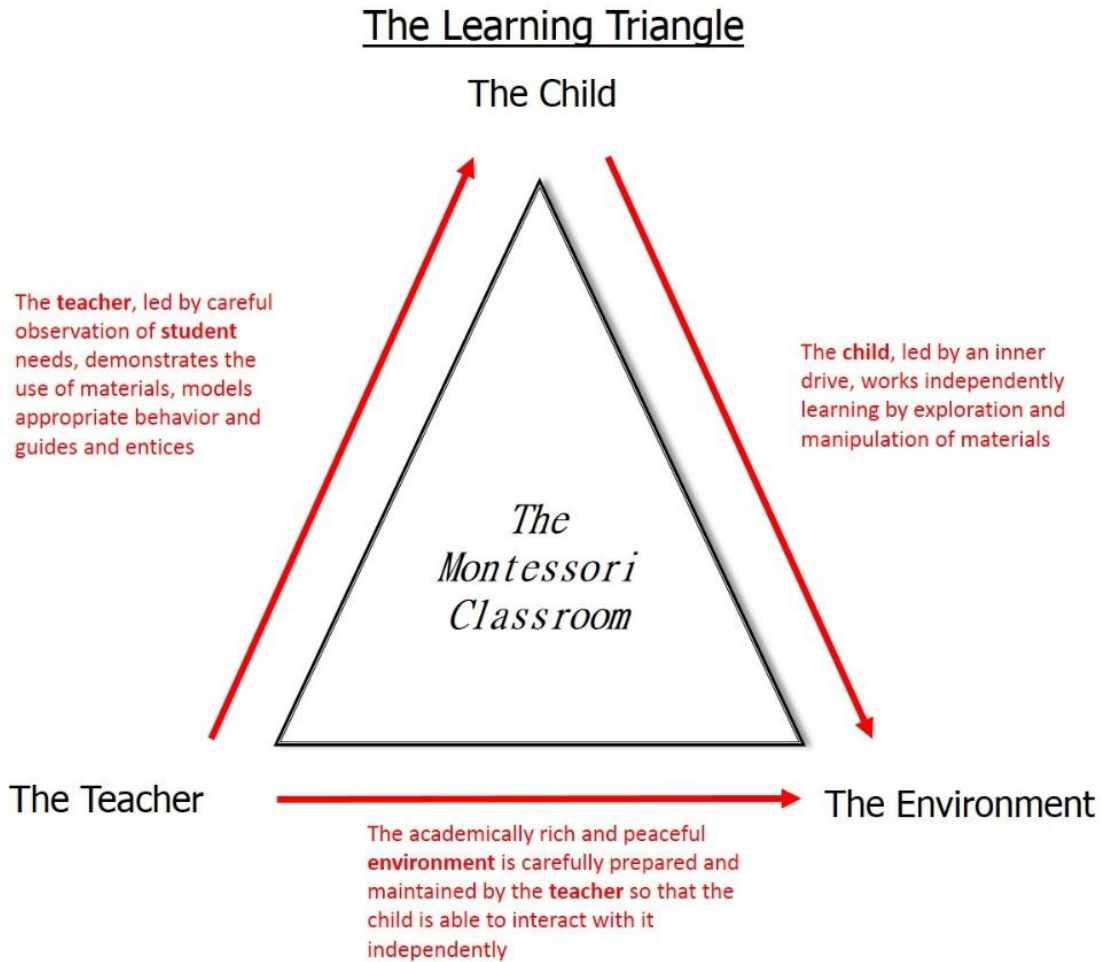 The Learning Triangle
The Child
The teacher, led by careful
observation of student
needs, demonstrates the
use of materials, models
appropriate behavior and
guides and entices
The child, led by an inner
drive, works independently
learning by exploration and
manipulation of materials
The
Montessori
Classroom
The Teacher
The Environment
The academically rich and peaceful
environment is carefully prepared and
maintained by the teacher so that the
child is able to interact with it
independently